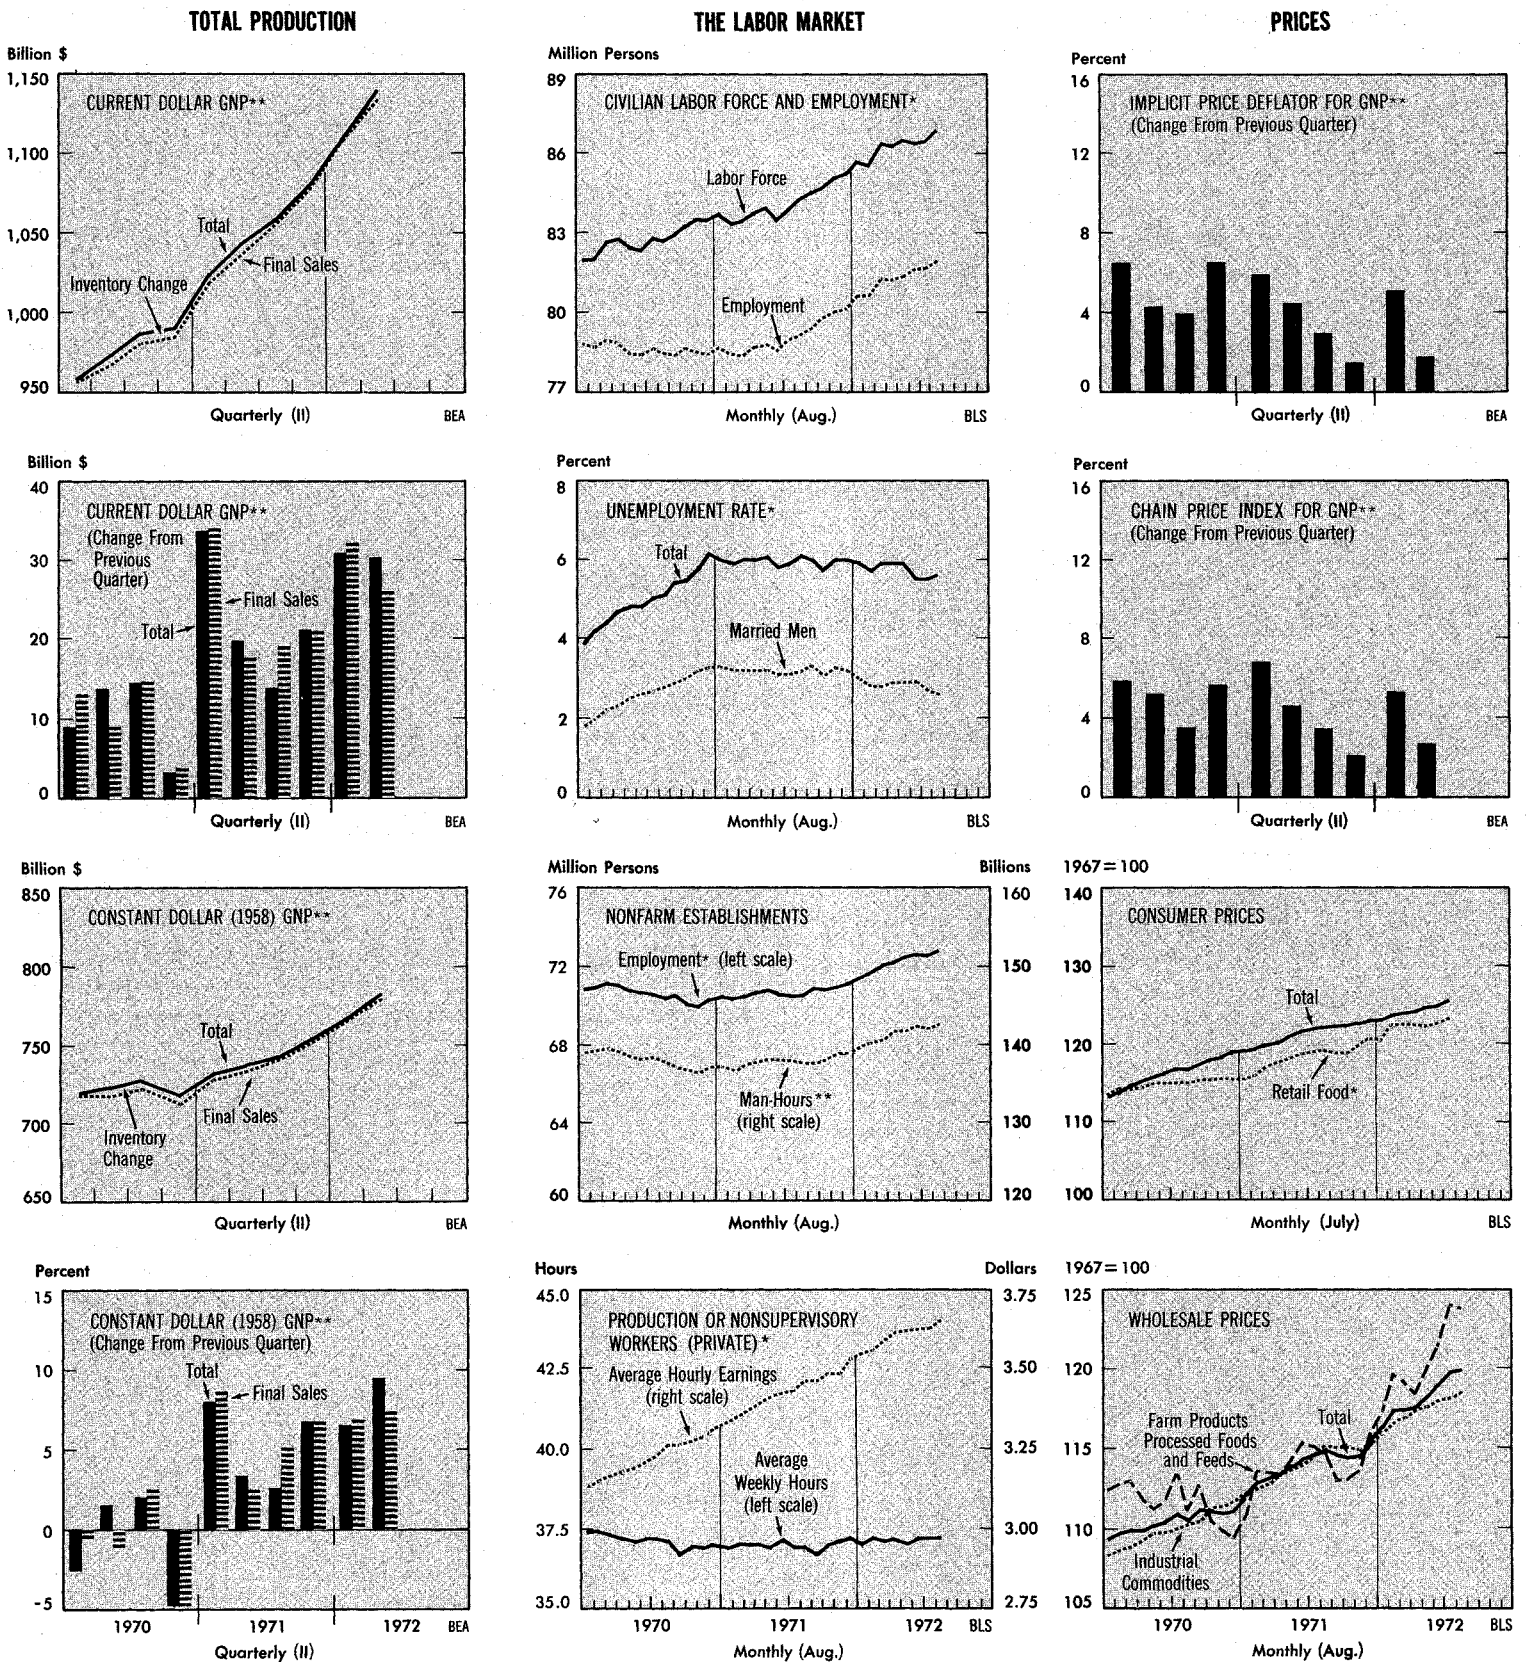 TOTAL PRODUCTION
Billion $
1,150
1,100
1,050
1,000
950
CURRENT DOLLAR GNP**
Total
Final Sales
Inventory Change
Quarterly (II)
BEA
Billion $
40
30
20
10
0
CURRENT DOLLAR GNP**
(Change From
Previous
Quarter)
Final Sales
Total
Quarterly (II)
BEA
Billion $
850
800
750
700
650
CONSTANT DOLLAR (1958) GNP**
Total
Final Sales
Inventory
Change
Quarterly (II)
BEA
Percent
15
10
5
0
-5
CONSTANT DOLLAR (1958) GNP**
(Change From Previous Quarter)
Total
Final Sales
1970
1971
1972
BEA
Quarterly (II)
THE LABOR MARKET
Million Persons
89
86
83
80
77
CIVILIAN LABOR FORCE AND EMPLOYMENT*
Labor Force
Employment
Monthly (Aug.)
BLS
Percent
8
6
4
2
0
UNEMPLOYMENT RATE*
Total
Married Men
Monthly (Aug.)
BLS
Million Persons
Billions
76
72
68
64
60
160
150
140
130
120
NONFARM ESTABLISHMENTS
Employment* (left scale)
Man-Hours**
(right scale)
Monthly (Aug.)
BLS
Hours
Dollars
45.0
42.5
40.0
37.5
35.0
3.75
3.50
3.25
3.00
2.75
PRODUCTION OR NONSUPERVISORY
WORKERS (PRIVATE)*
Average Hourly Earnings
(right scale)
Average
Weekly Hours
(left scale)
1970
1971
1972
BLS
Monthly (Aug.)
PRICES
Percent
16
12
8
4
0
IMPLICIT PRICE DEFLATOR FOR GNP**
(Change From Previous Quarter)
Quarterly (II)
BEA
Percent
16
12
8
4
0
CHAIN PRICE INDEX FOR GNP**
(Change From Previous Quarter)
Quarterly (II)
BEA
1967=100
140
130
120
110
100
CONSUMER PRICES
Total
Retail Food*
Monthly (July)
BLS
1967=100
125
120
115
110
105
WHOLESALE PRICES
Farm Products
Processed Foods
and Feeds
Total
Industrial
Commodities
1970
1971
1972
BLS
Monthly (Aug.)